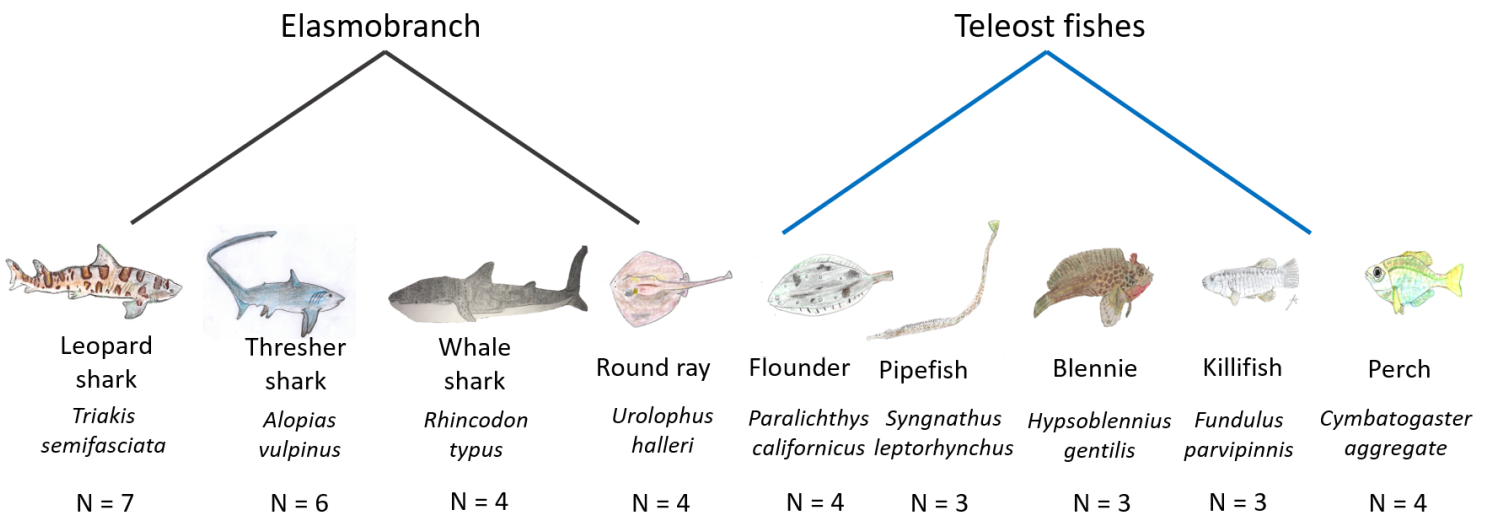 Elasmobranch
Teleost fishes
Leopard
shark
Thresher
shark
Whale
shark
Round ray
Flounder
Pipefish
Blennie
Killifish
Perch
Triakis
semifasciata
Alopias
vulpinus
Rhincodon
typus
Urolophus
halleri
Paralichthys
californicus
Syngnathus
leptorhynchus
Hypsoblennius
gentilis
Fundulus
parvipinnis
Cymbatogaster
aggregate
N = 7
N = 6
N = 4
N = 4
N = 4
N = 3
N = 3
N = 3
N = 4